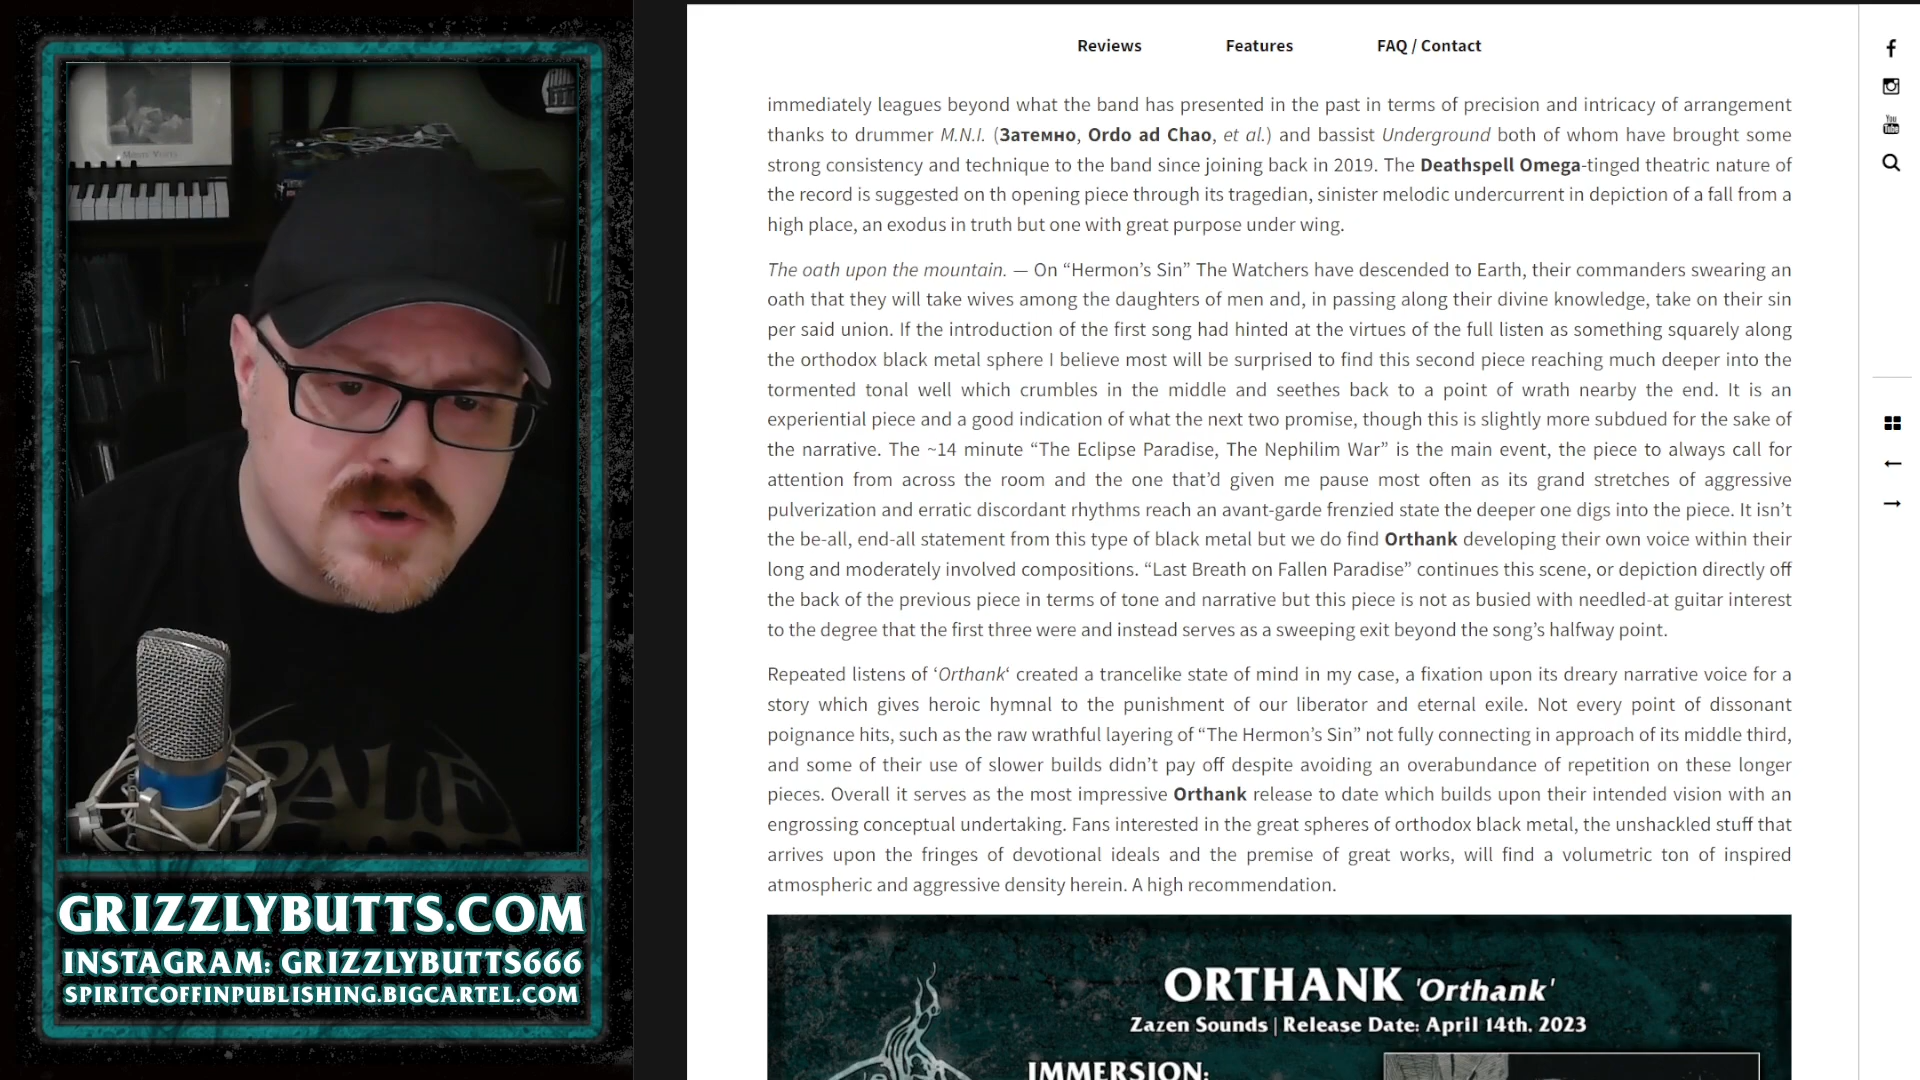 Reviews
Features
FAQ / Contact
immediately leagues beyond what the band has presented in the past in terms of precision and intricacy of arrangement
thanks to drummer M.N.I. (Затемно, Ordo ad Chao, et al.) and bassist Underground both of whom have brought some
strong consistency and technique to the band since joining back in 2019. The Deathspell Omega-tinged theatric nature of
the record is suggested on th opening piece through its tragedian, sinister melodic undercurrent in depiction of a fall from a
high place, an exodus in truth but one with great purpose under wing.
The oath upon the mountain. — On “Hermon’s Sin” The Watchers have descended to Earth, their commanders swearing an
oath that they will take wives among the daughters of men and, in passing along their divine knowledge, take on their sin
per said union. If the introduction of the first song had hinted at the virtues of the full listen as something squarely along
the orthodox black metal sphere I believe most will be surprised to find this second piece reaching much deeper into the
tormented tonal well which crumbles in the middle and seethes back to a point of wrath nearby the end. It is an
experiential piece and a good indication of what the next two promise, though this is slightly more subdued for the sake of
the narrative. The ~14 minute “The Eclipse Paradise, The Nephilim War” is the main event, the piece to always call for
attention from across the room and the one that’d given me pause most often as its grand stretches of aggressive
pulverization and erratic discordant rhythms reach an avant-garde frenzied state the deeper one digs into the piece. It isn’t
the be-all, end-all statement from this type of black metal but we do find Orthank developing their own voice within their
long and moderately involved compositions. “Last Breath on Fallen Paradise” continues this scene, or depiction directly off
the back of the previous piece in terms of tone and narrative but this piece is not as busied with needled-at guitar interest
to the degree that the first three were and instead serves as a sweeping exit beyond the song’s halfway point.
Repeated listens of ‘Orthank‘ created a trancelike state of mind in my case, a fixation upon its dreary narrative voice for a
story which gives heroic hymnal to the punishment of our liberator and eternal exile. Not every point of dissonant
poignance hits, such as the raw wrathful layering of “The Hermon’s Sin” not fully connecting in approach of its middle third,
and some of their use of slower builds didn’t pay off despite avoiding an overabundance of repetition on these longer
pieces. Overall it serves as the most impressive Orthank release to date which builds upon their intended vision with an
engrossing conceptual undertaking. Fans interested in the great spheres of orthodox black metal, the unshackled stuff that
arrives upon the fringes of devotional ideals and the premise of great works, will find a volumetric ton of inspired
atmospheric and aggressive density herein. A high recommendation.
ORTHANK 'Orthank'
Zazen Sounds | Release Date: April 14th. 2023
IMMERSION:
PALE
GRIZZLYBUTTS.COM
INSTAGRAM: GRIZZLYBUTTS666
SPIRITCOFFINPUBLISHING.BIGCARTEL.COM